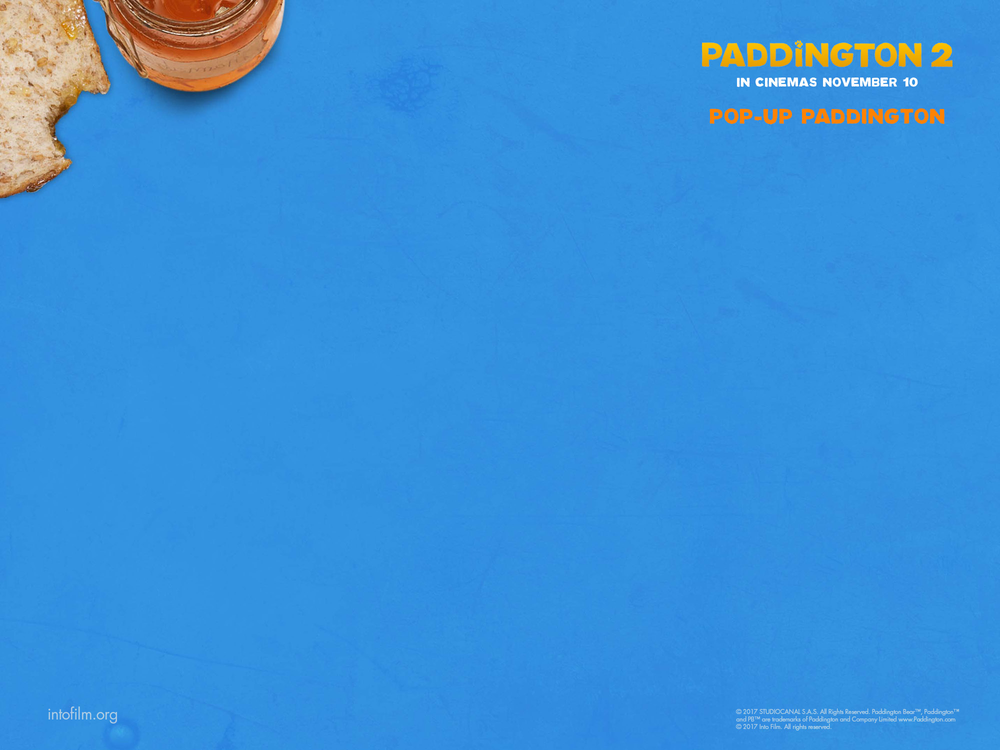 PADDINGTON 2
IN CINEMAS NOVEMBER 10
POP-UP PADDINGTON
intofilm.org
© 2017 STUDIOCANAL S.A.S. All Rights Reserved. Paddington Bear™, Paddington™
and PB™ are trademarks of Paddington and Company Limited www.Paddington.com
© 2017 Into Film. All rights reserved.